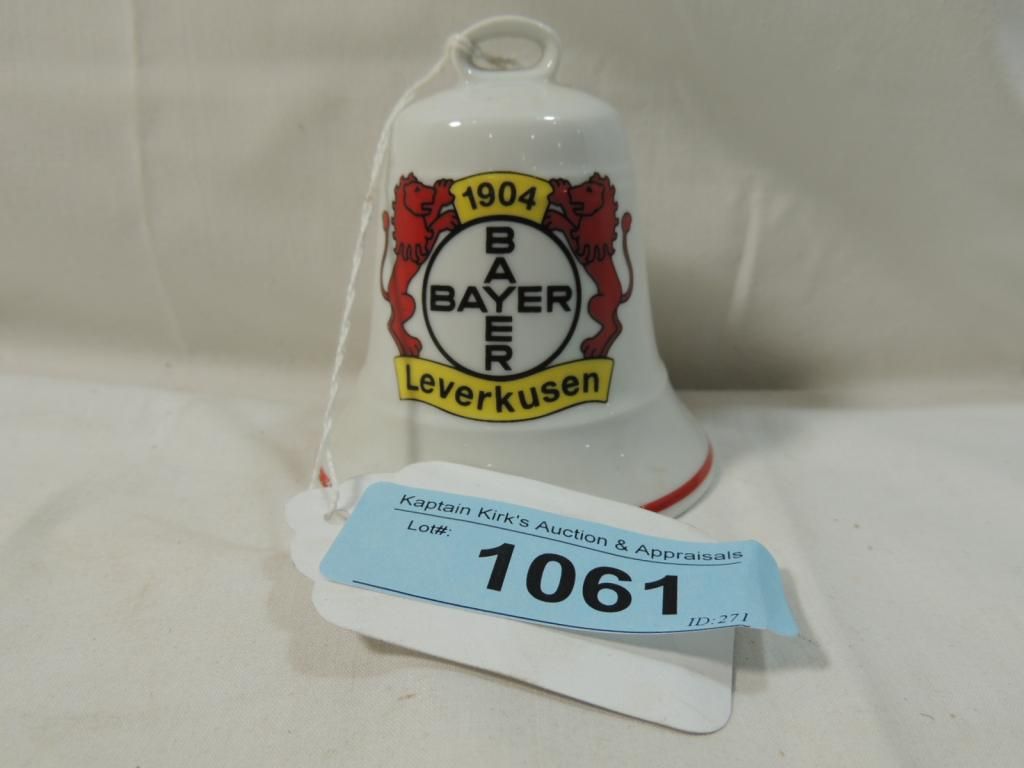 1904
BAYER
BAYER
Leverkusen
Kaptain Kirk's Auction & Appraisals
Lot#:
1061
ID:271